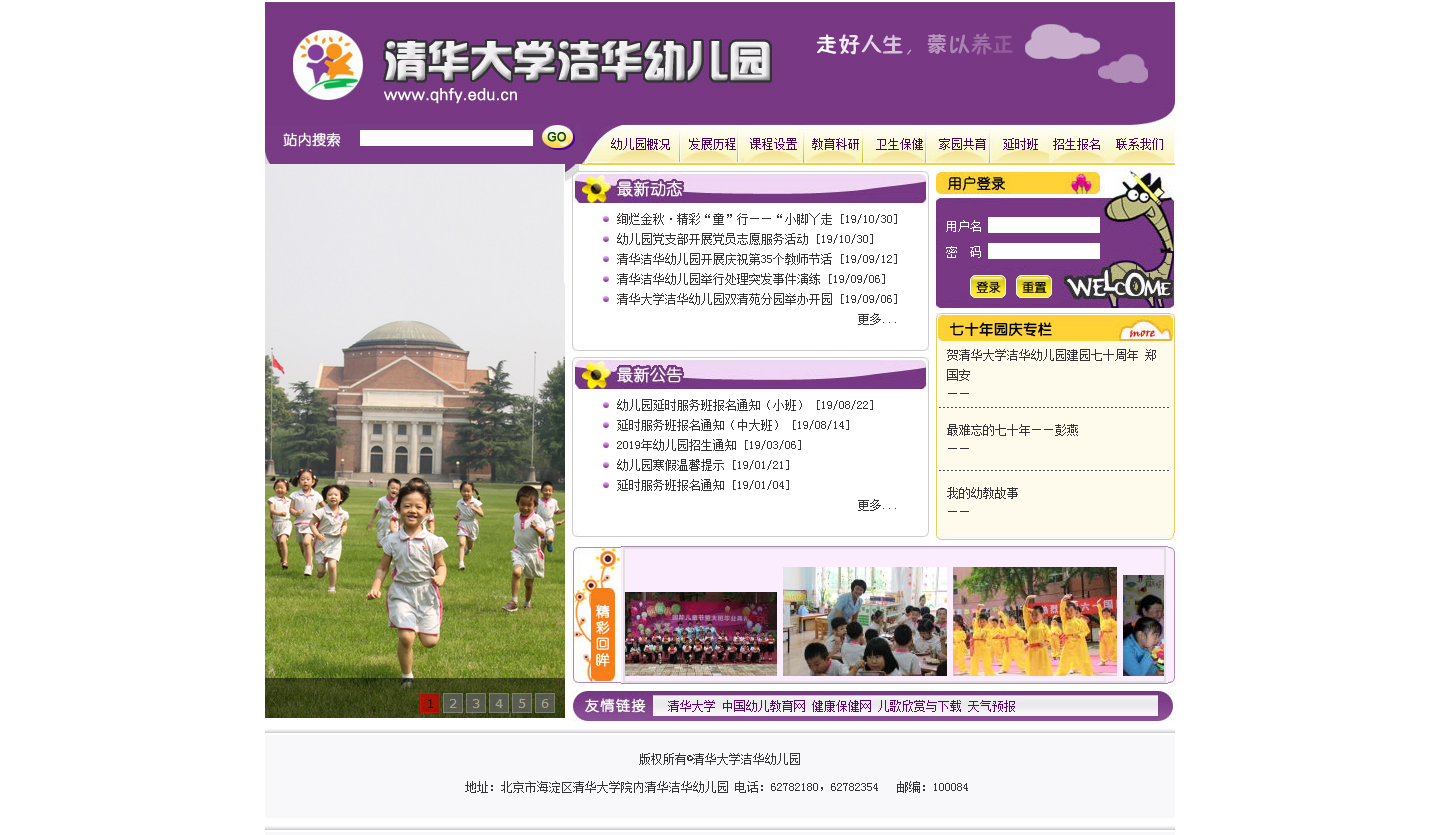 清华大学洁华幼儿园
www.qhfy.edu.cn
走好人生，蒙以养正
站内搜索 GO
幼儿园概况 发展历程 课程设置 教育科研 卫生保健 家园共育 延时班 招生报名 联系我们
最新动态
绚烂金秋·精彩“童”行——“小脚丫走 [19/10/30]
幼儿园党支部开展党员志愿服务活动 [19/10/30]
清华洁华幼儿园开展庆祝第35个教师节活 [19/09/12]
清华洁华幼儿园举行处理突发事件演练 [19/09/06]
清华大学洁华幼儿园双清苑分园举办开园 [19/09/06]
更多...
最新公告
幼儿园延时服务班报名通知（小班） [19/08/22]
延时服务班报名通知（中大班） [19/08/14]
2019年幼儿园招生通知 [19/03/06]
幼儿园寒假温馨提示 [19/01/21]
延时服务班报名通知 [19/01/04]
更多...
用户登录
用户名
密 码
登录 重置
WELCOME
七十年园庆专栏 more
贺清华大学洁华幼儿园建园七十周年 郑
国安
——
最难忘的七十年——彭燕
——
我的幼教故事
——
1 2 3 4 5 6
精彩回眸
友情链接 清华大学 中国幼儿教育网 健康保健网 儿歌欣赏与下载 天气预报
版权所有©清华大学洁华幼儿园
地址：北京市海淀区清华大学院内清华洁华幼儿园 电话：62782180，62782354 邮编：100084